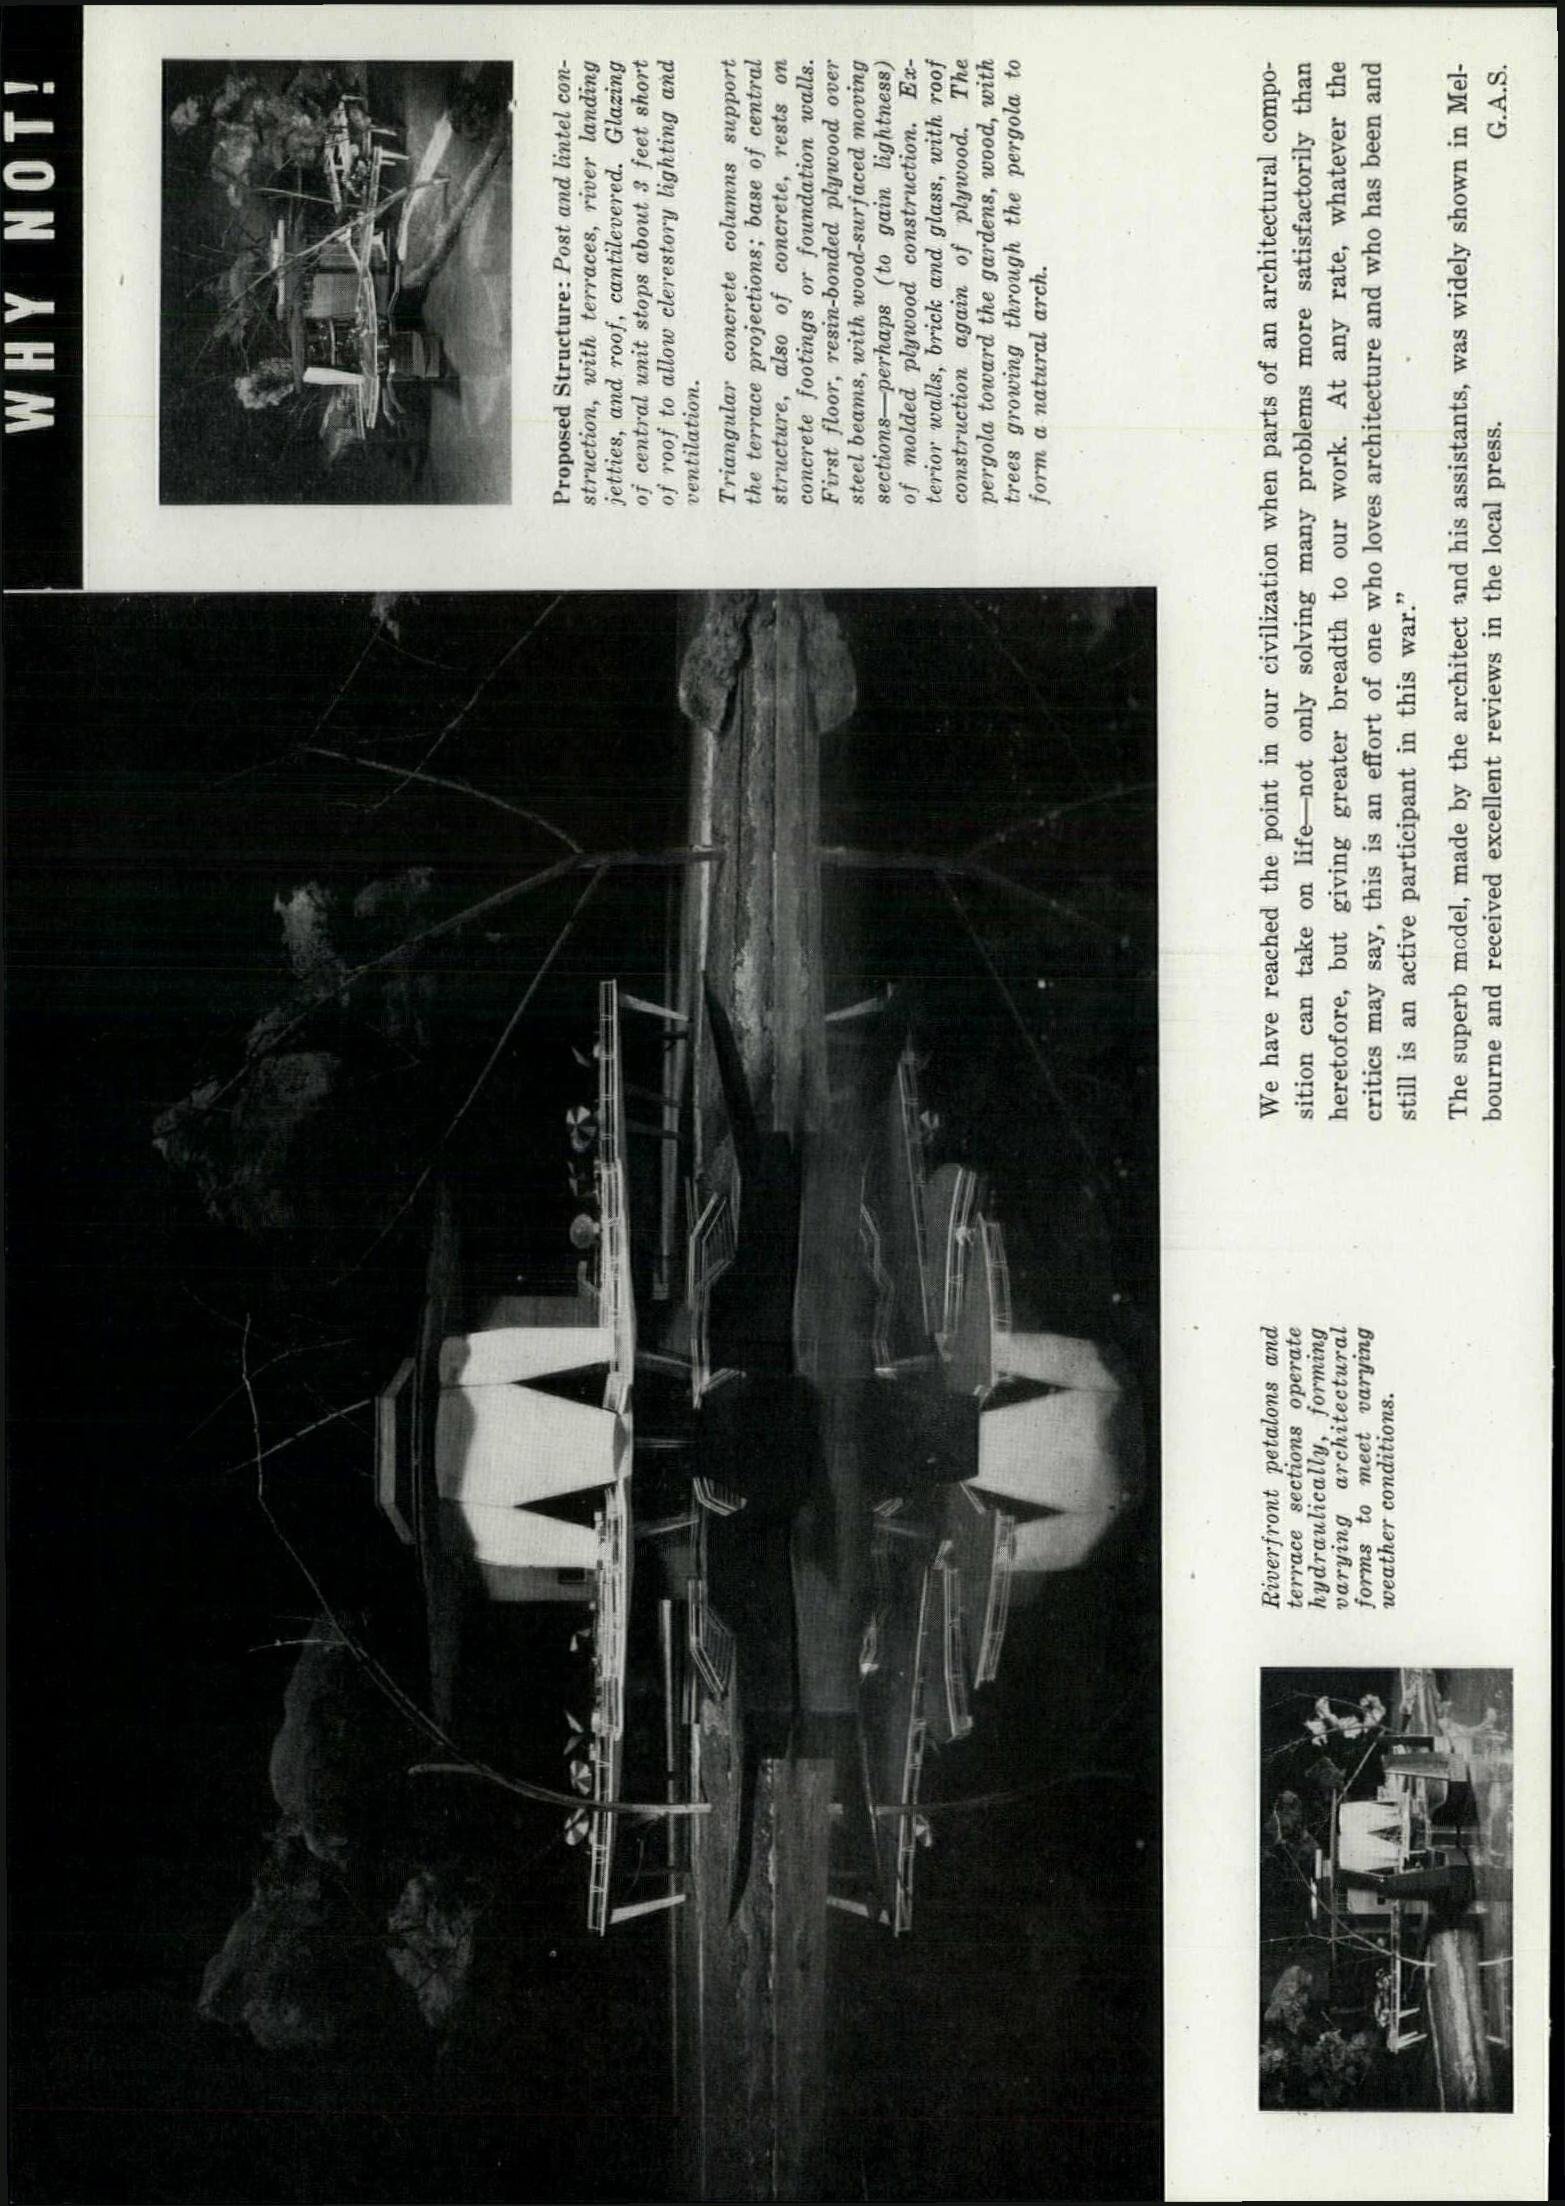 WHY NOT!
Proposed Structure: Post and lintel con-
struction, with terraces, river landing
jetties, and roof, cantilevered. Glazing
of central unit stops about 3 feet short
of roof to allow clerestory lighting and
ventilation.
Triangular concrete columns support
the terrace projections; base of central
structure, also of concrete, rests on
concrete footings or foundation walls.
First floor, resin-bonded plywood over
steel beams, with wood-surfaced moving
sections—perhaps (to gain lightness)
of molded plywood construction. Ex-
terior walls, brick and glass, with roof
construction again of plywood. The
pergola toward the gardens, wood, with
trees growing through the pergola to
form a natural arch.
Riverfront petalons and
terrace sections operate
hydraulically, forming
varying architectural
forms to meet varying
weather conditions.
We have reached the point in our civilization when parts of an architectural compo-
sition can take on life—not only solving many problems more satisfactorily than
heretofore, but giving greater breadth to our work. At any rate, whatever the
critics may say, this is an effort of one who loves architecture and who has been and
still is an active participant in this war.”
The superb model, made by the architect and his assistants, was widely shown in Mel-
bourne and received excellent reviews in the local press.
G.A.S.